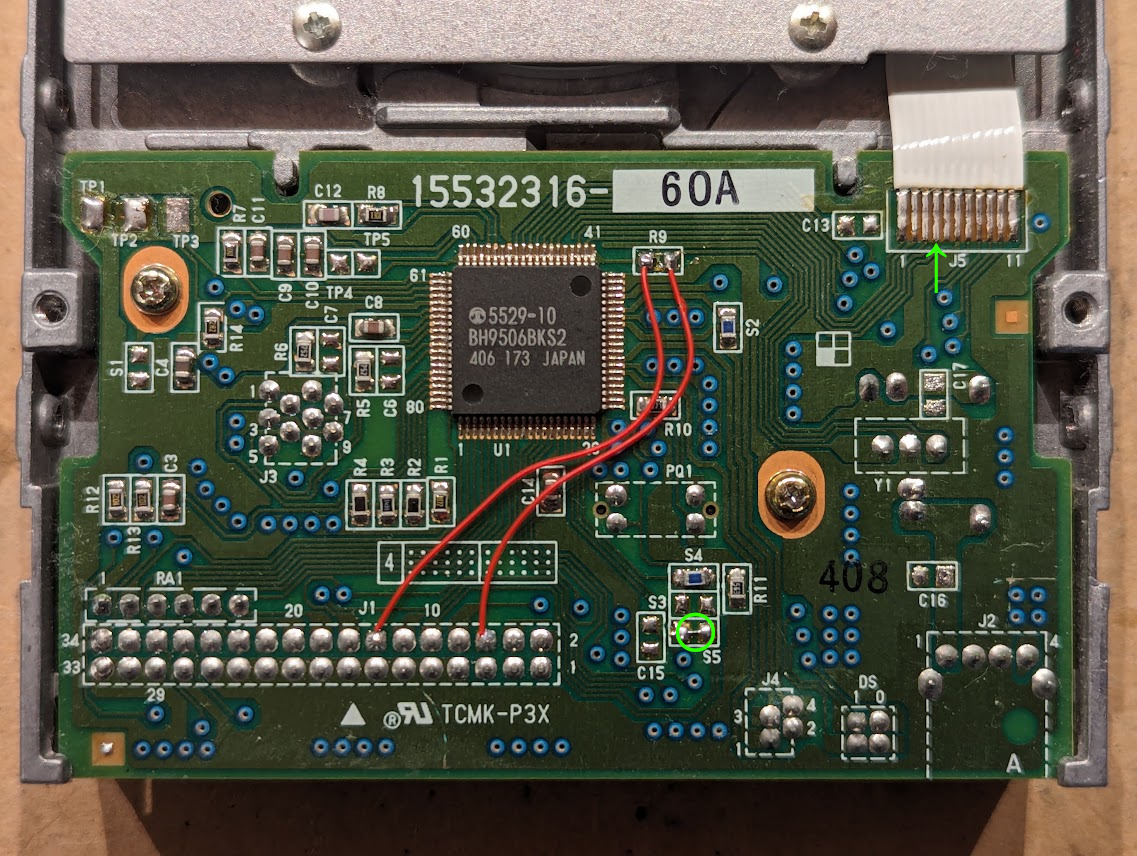 15532316-
60A
TP1
TP2
TP3
R7
C11
C12
R8
TP5
C9
C10
TP4
60
41
R9
C13
1
J5
11
61
5529-10
BH9506BKS2
406 173 JAPAN
S2
R14
C8
C7
R6
S1
C4
R5
C6
80
1
U1
20
R10
C17
1
3
5
7
9
J3
Y1
PQ1
R12
R13
C3
R4
R3
R2
R1
C14
4
S4
R11
408
C16
1
RA1
20
J1
10
S3
34
2
33
1
29
C15
S5
1
J2
4
TCMK-P3X
J4
3
4
1
2
DS
1
0
A